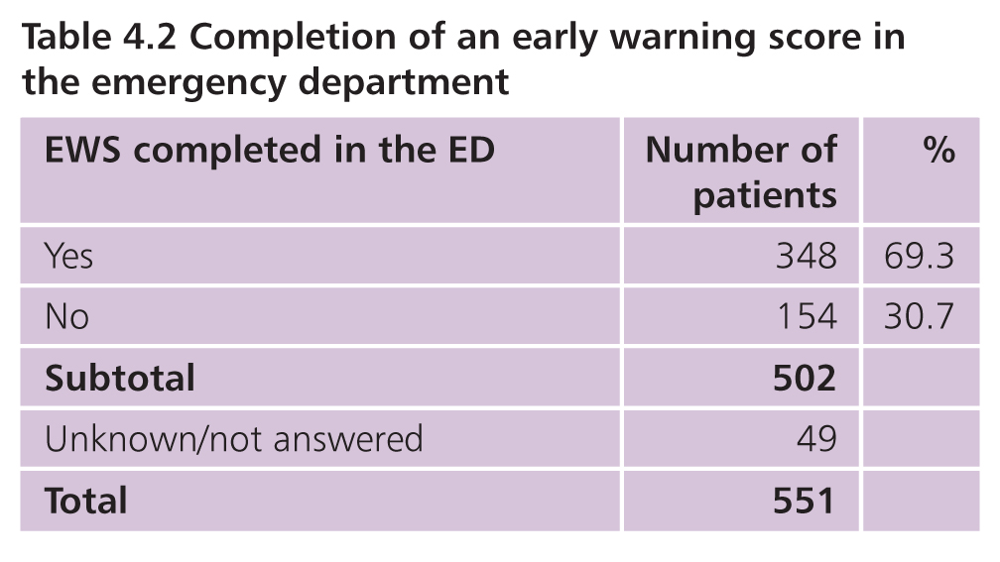 Table 4.2 Completion of an early warning score in
the emergency department
EWS completed in the ED Number of %
patients
Yes 348 69.3
No 154 30.7
Subtotal 502
Unknown/not answered 49
Total 551